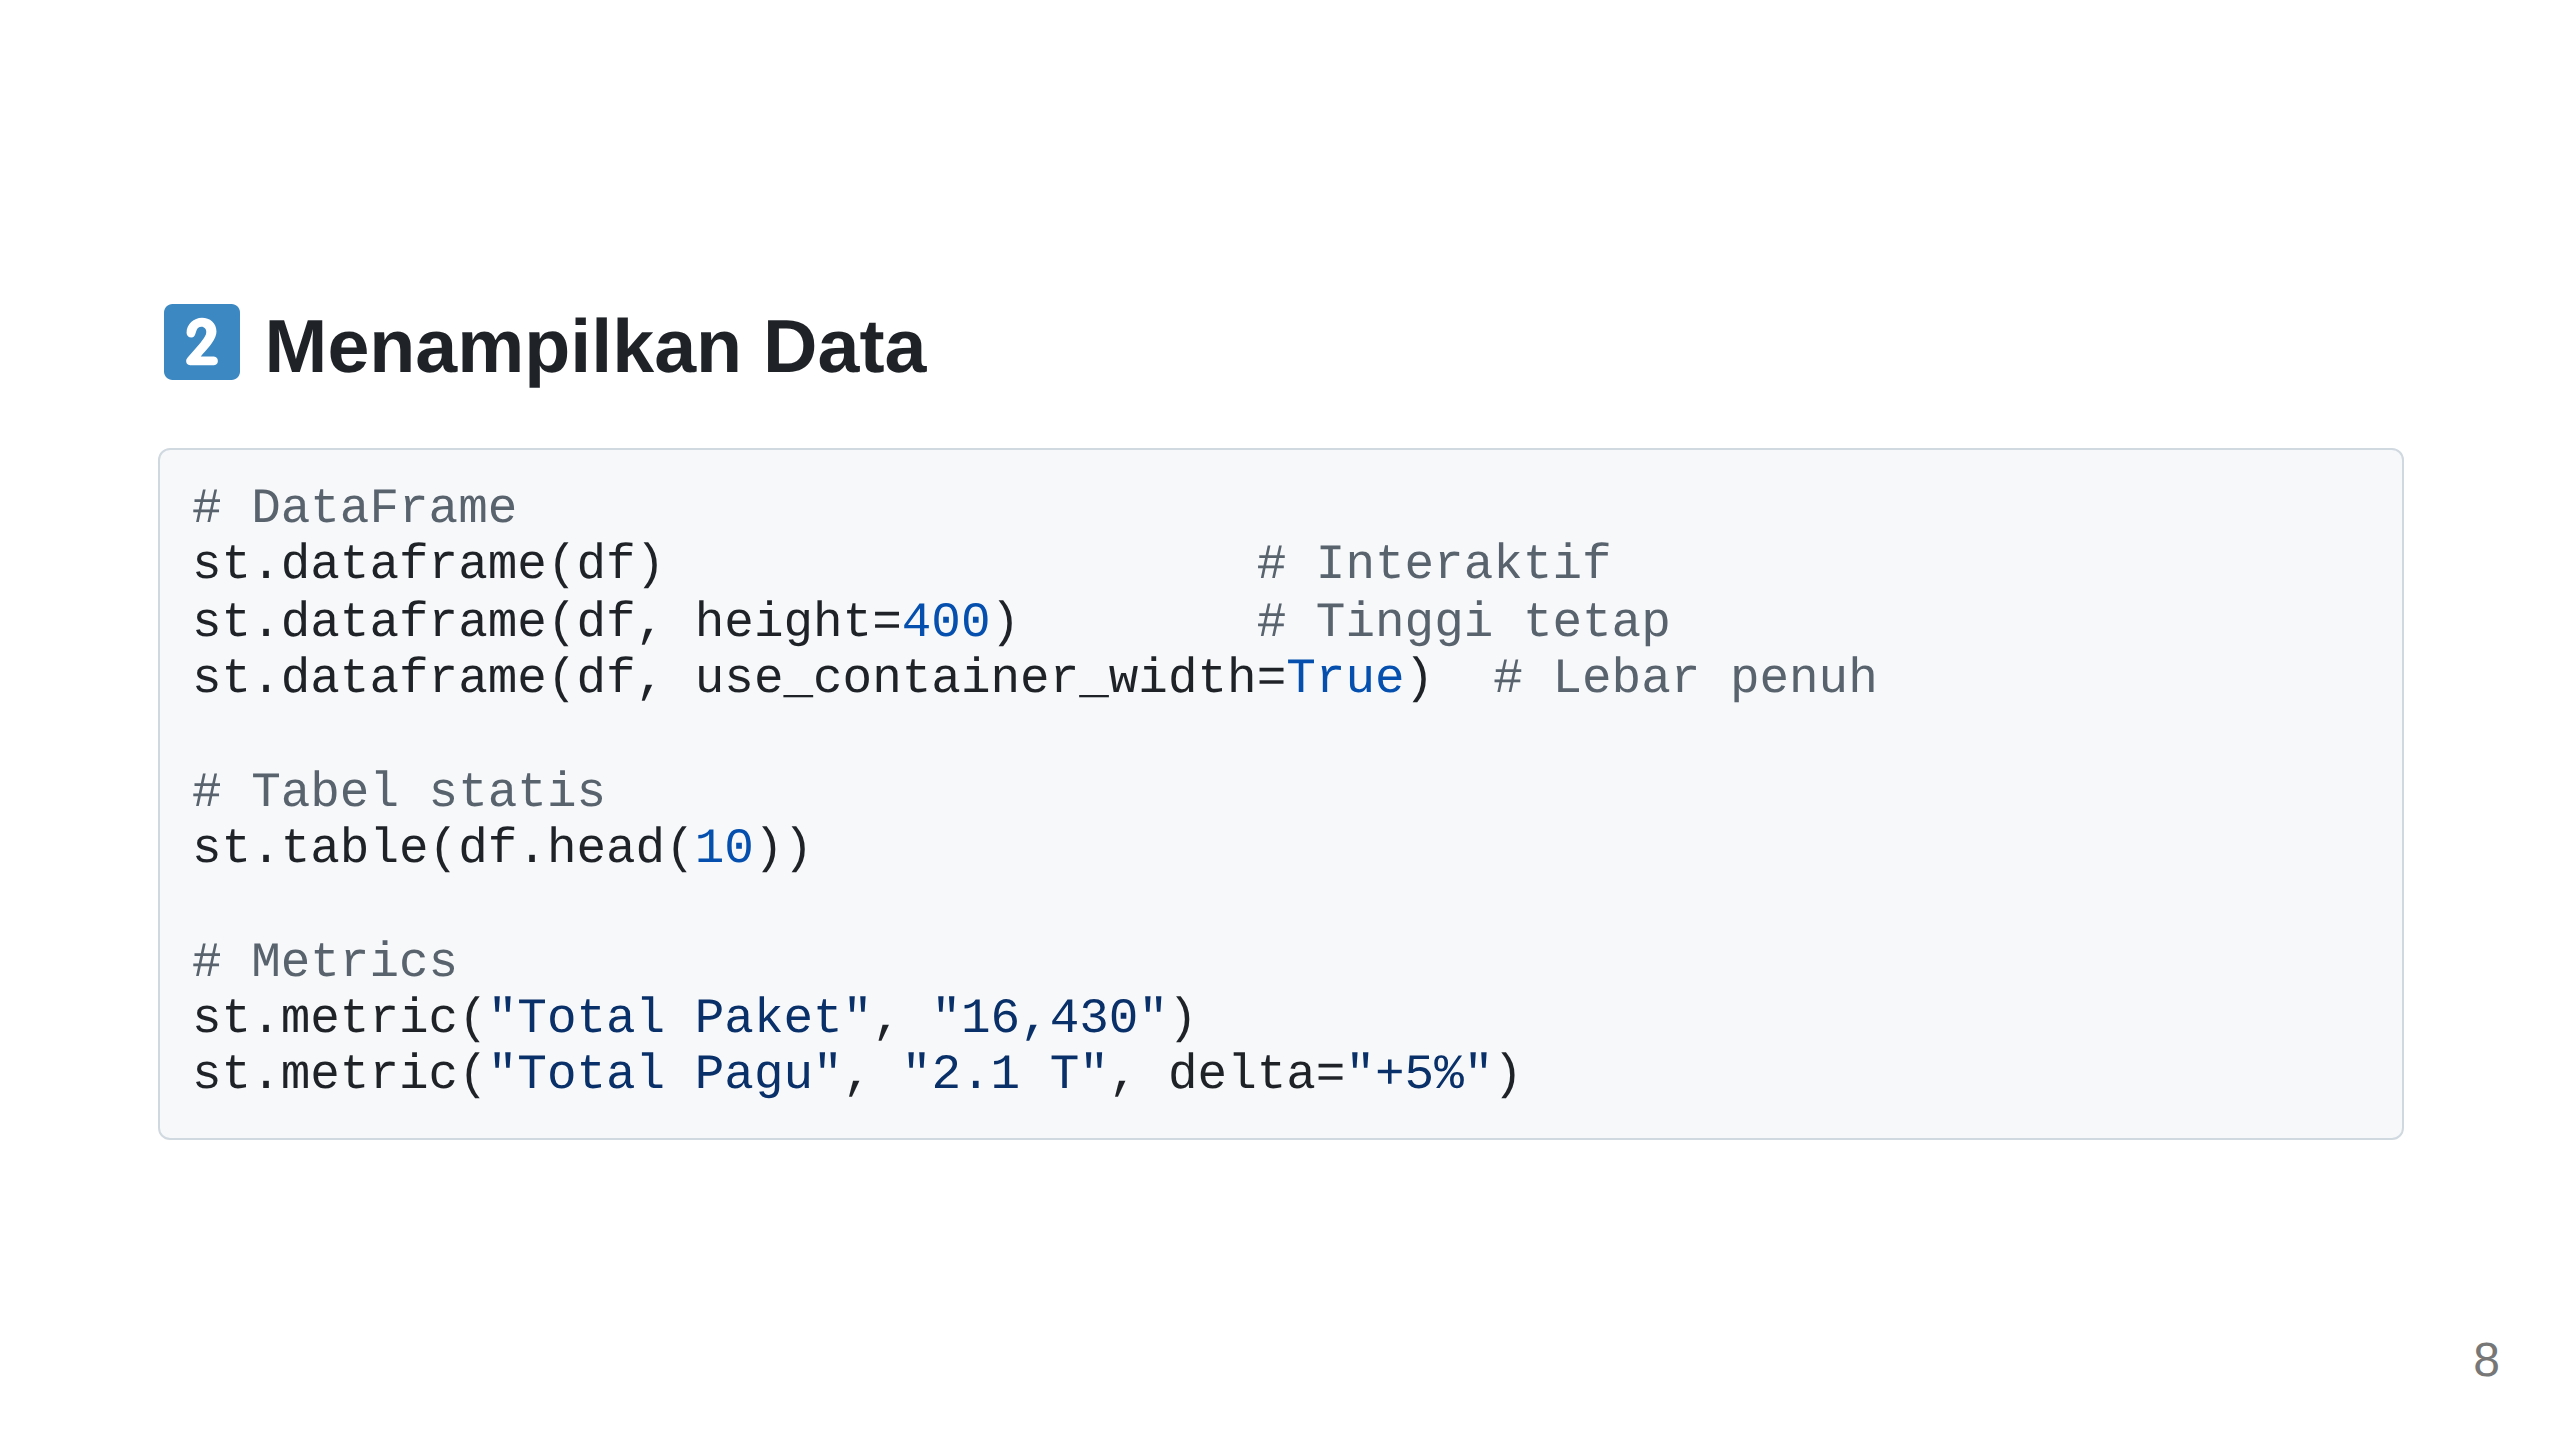 2 Menampilkan Data
# DataFrame
st.dataframe(df)                    # Interaktif
st.dataframe(df, height=400)        # Tinggi tetap
st.dataframe(df, use_container_width=True)  # Lebar penuh
# Tabel statis
st.table(df.head(10))
# Metrics
st.metric("Total Paket", "16,430")
st.metric("Total Pagu", "2.1 T", delta="+5%")
8